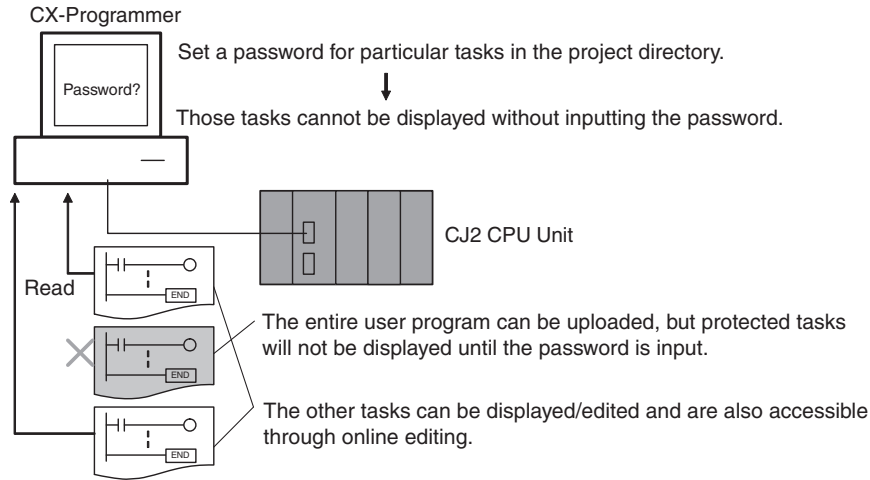 CX-Programmer
Password?
Set a password for particular tasks in the project directory.
Those tasks cannot be displayed without inputting the password.
CJ2 CPU Unit
Read
END
END
END
The entire user program can be uploaded, but protected tasks
will not be displayed until the password is input.
The other tasks can be displayed/edited and are also accessible
through online editing.